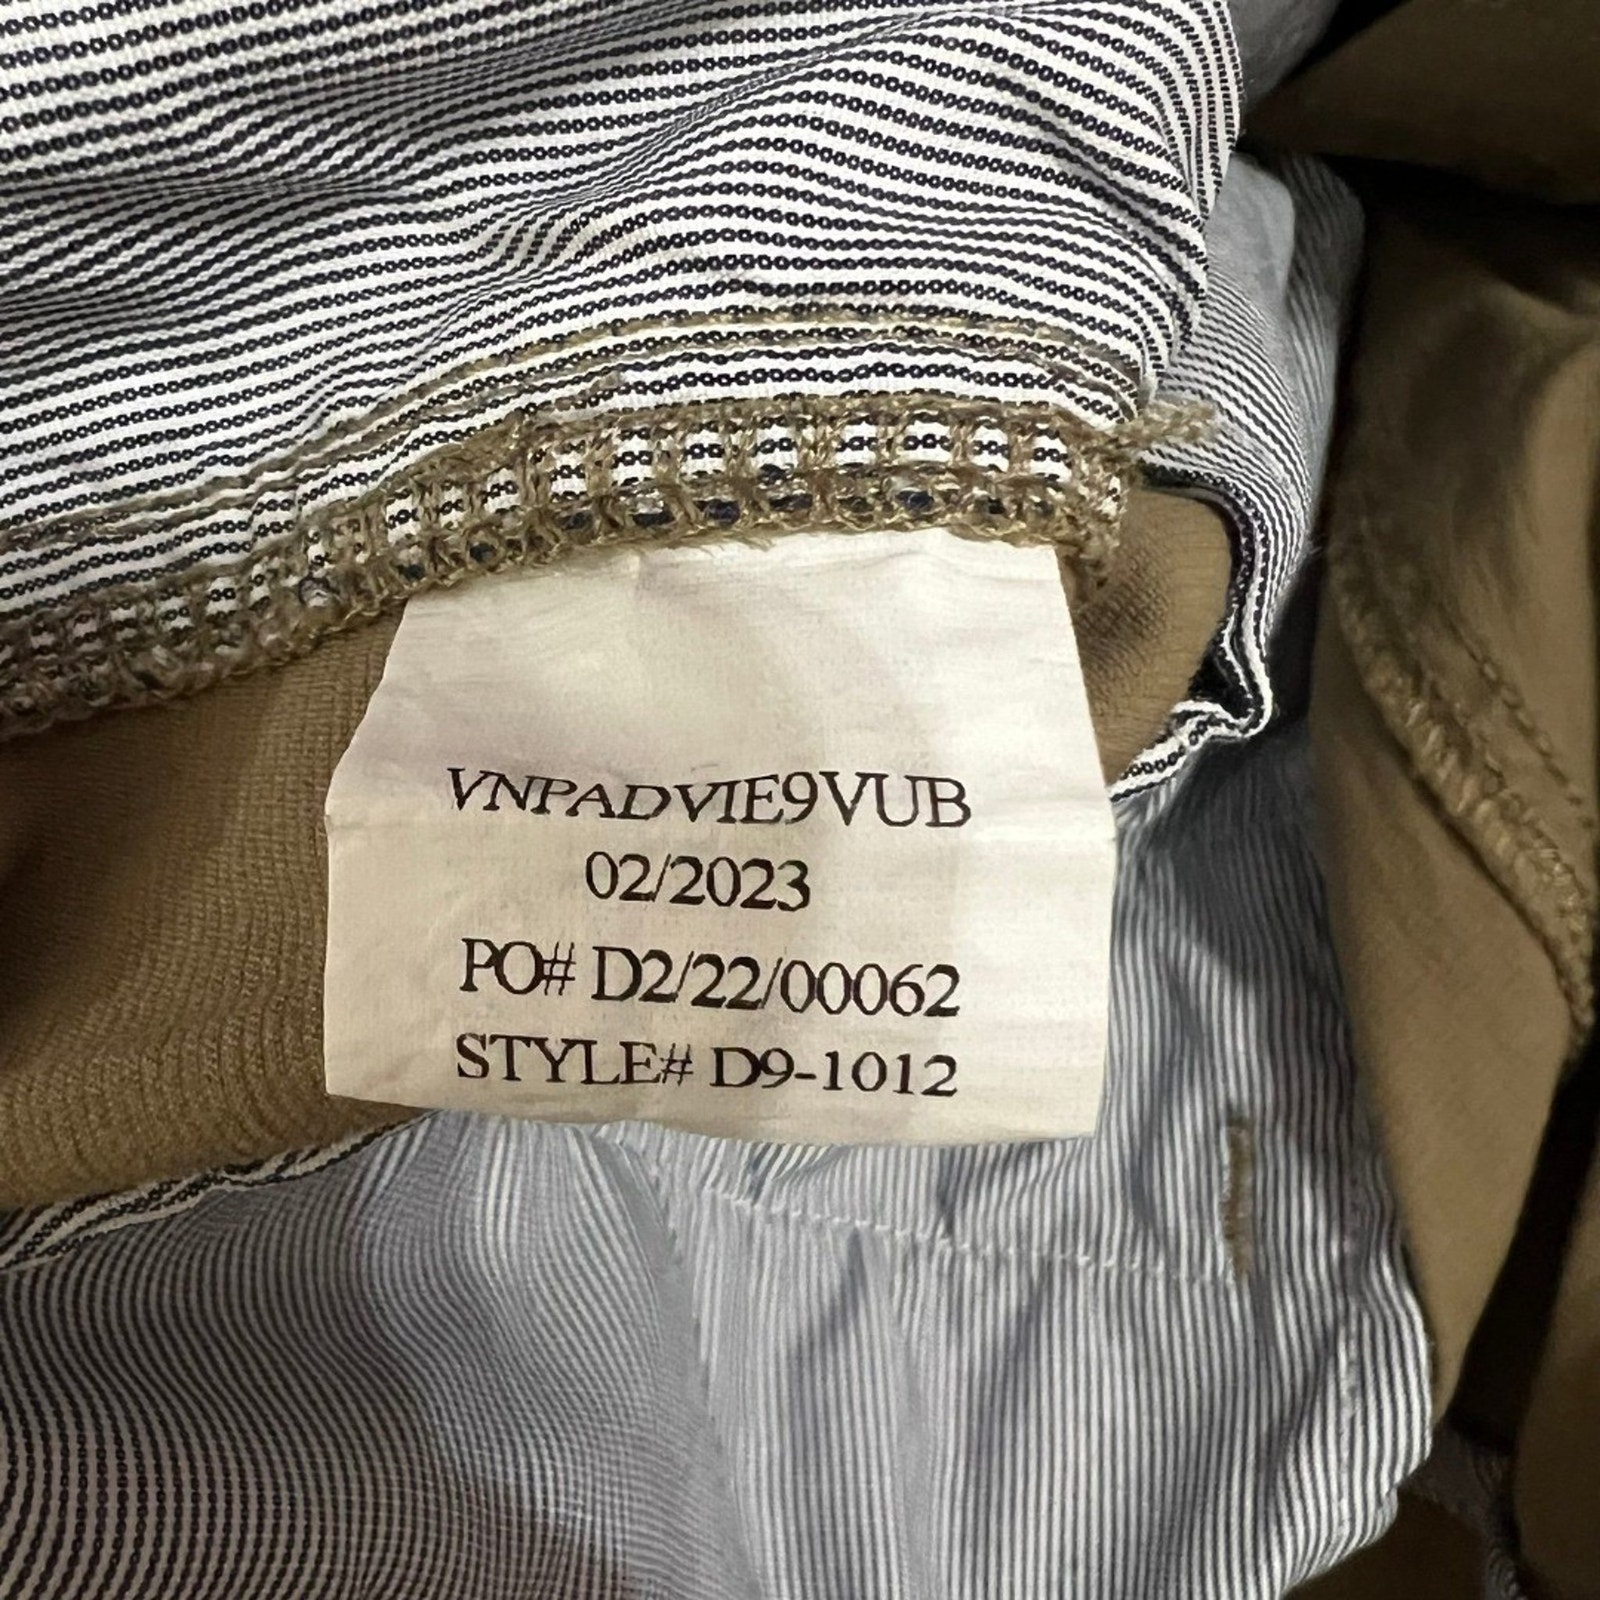 VNPADVIE9VUB
02/2023
PO# D2/22/00062
STYLE# D9-1012